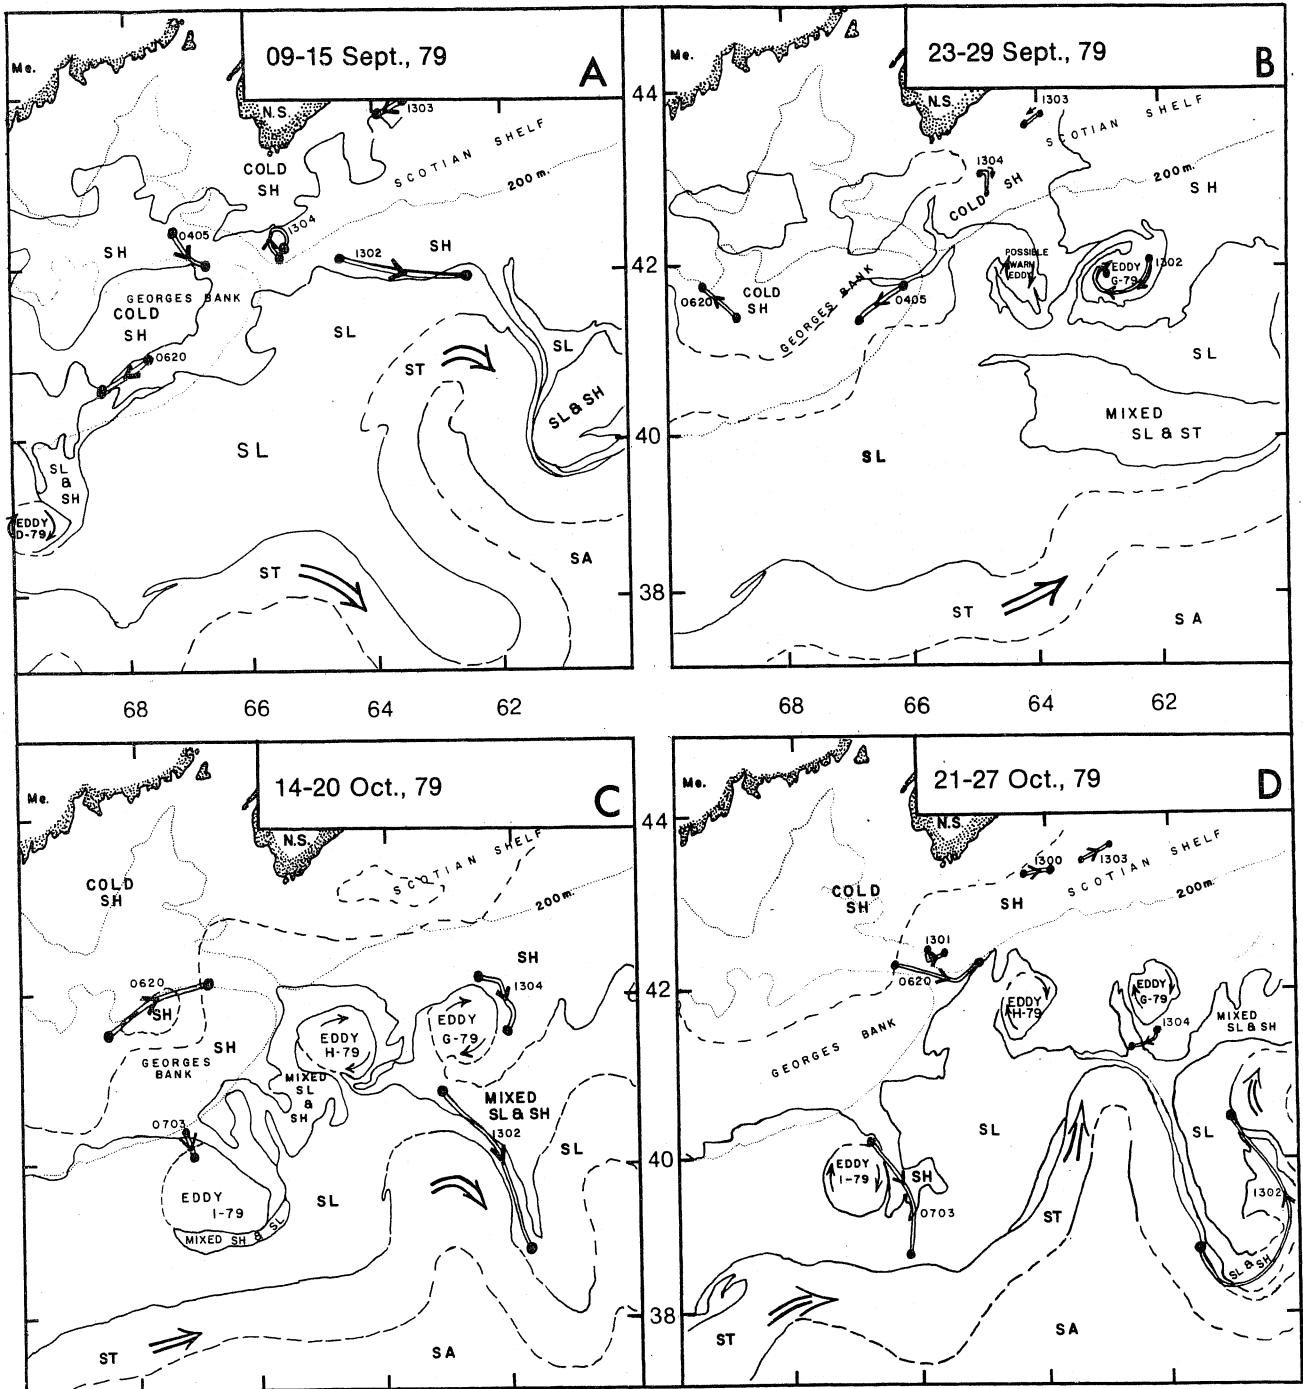 09-15 Sept., 79
A
Me.
N.S.
1303
COLD
SH
SCOTIAN SHELF
200 m.
0405
1304
1302
SH
SH
GEORGES BANK
COLD
SH
SL
SL
ST
0620
SL & SH
SL
SL
&
SH
EDDY
D-79
ST
SA
23-29 Sept., 79
B
Me.
N.S.
1303
SCOTIAN SHELF
1304
200 m.
SH
COLD SH
POSSIBLE
WARM
EDDY
EDDY
G-79
1302
0620
COLD
SH
GEORGES BANK
0405
SL
MIXED
SL & ST
SL
ST
SA
44
42
40
38
68
66
64
62
68
66
64
62
14-20 Oct., 79
C
Me.
N.S.
SCOTIAN SHELF
COLD
SH
200 m.
SH
0620
SH
1304
EDDY
H-79
EDDY
G-79
SH
GEORGES
BANK
MIXED
SL
&
SH
MIXED
SL & SH
0703
1302
SL
EDDY
I-79
SL
MIXED SH & SL
ST
SA
21-27 Oct., 79
D
Me.
N.S.
1300
1303
SCOTIAN SHELF
COLD
SH
SH
200 m.
1301
0620
EDDY
H-79
EDDY
G-79
1304
MIXED
SL & SH
GEORGES BANK
SL
SL
EDDY
I-79
SH
0703
1302
ST
SL & SH
ST
SA
44
42
40
38